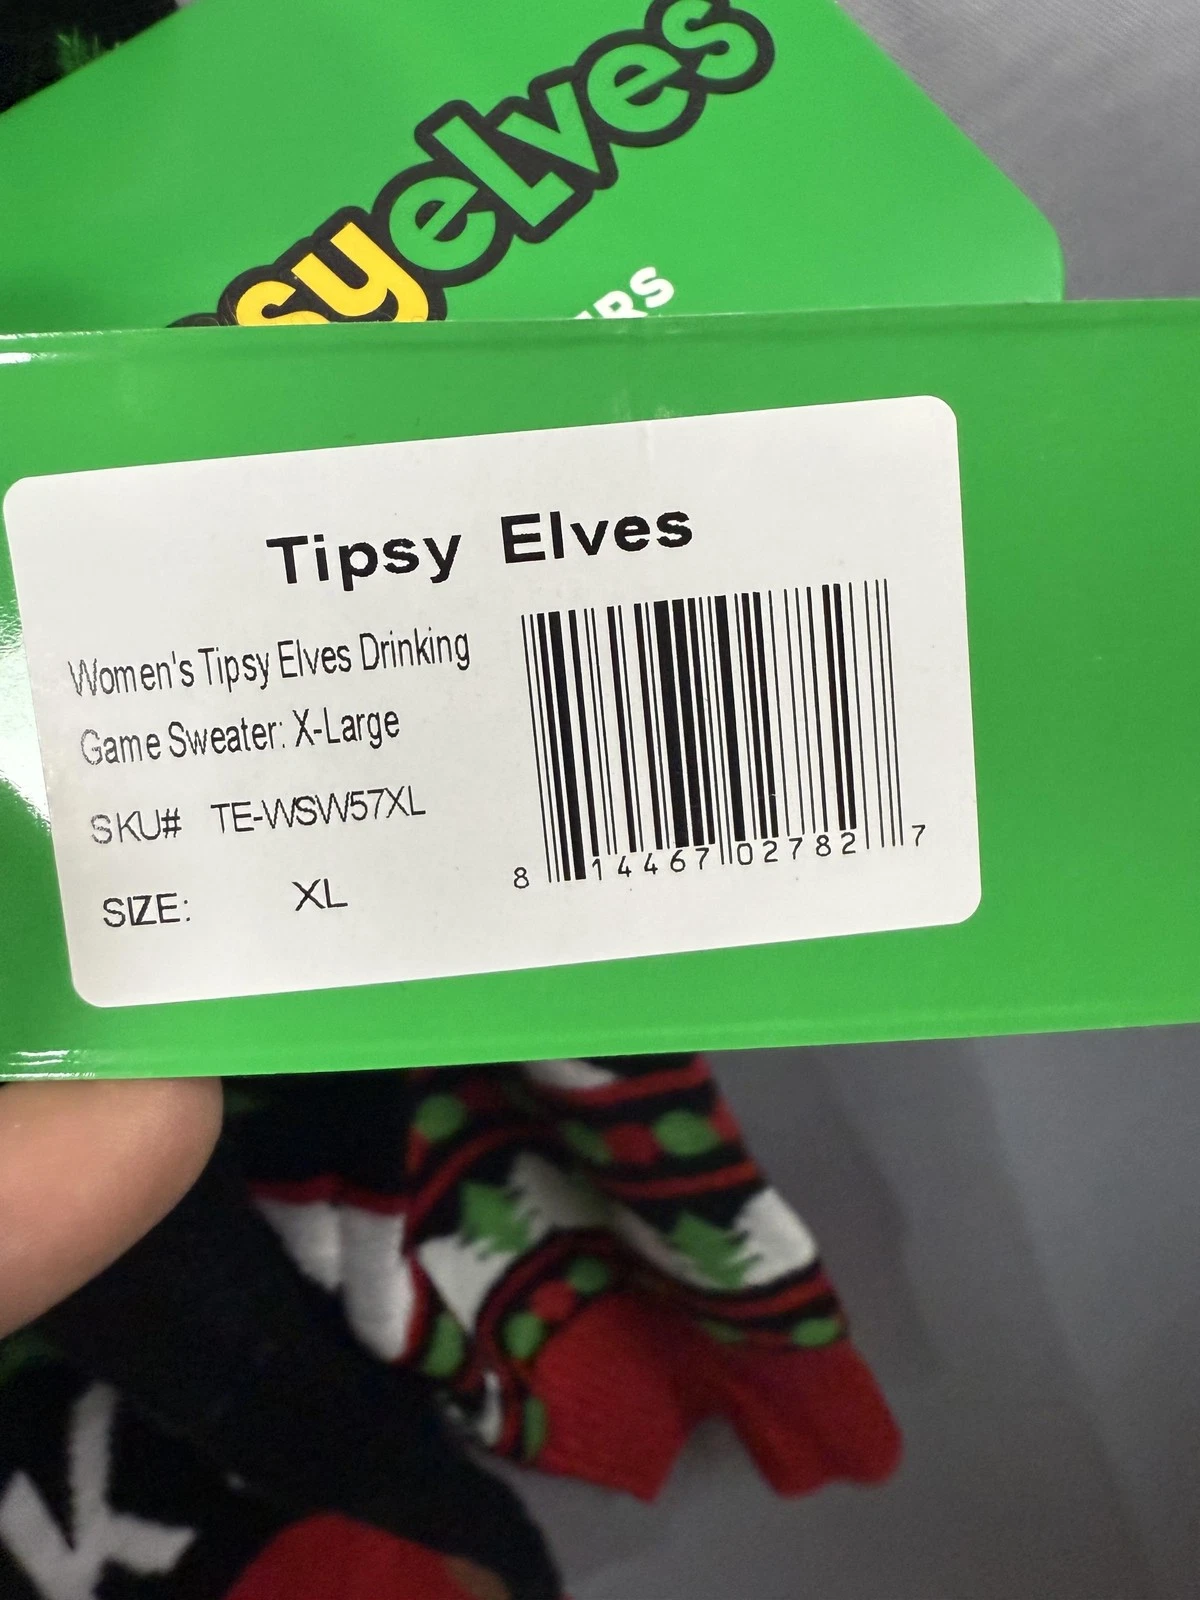 syelves
ERS
Tipsy Elves
Women's Tipsy Elves Drinking
Game Sweater: X-Large
SKU# TE-WSW57XL
SIZE: XL
8 14467 02782 7
K